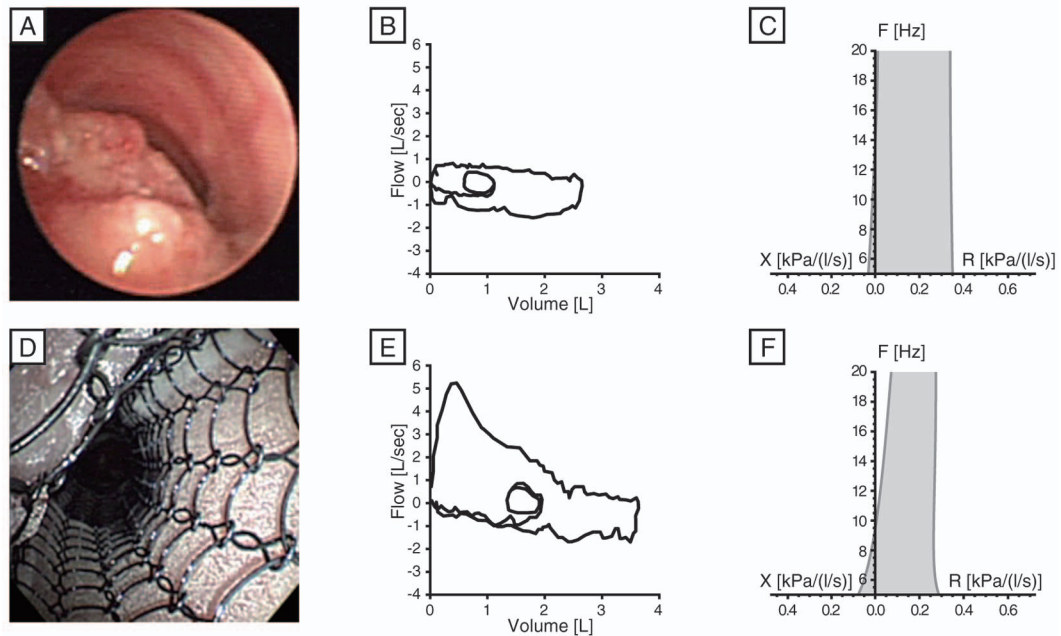 A
B
6
5
4
3
2
1
0
-1
-2
-3
-4
Flow [L/sec]
0 1 2 3 4
Volume [L]
C
F [Hz]
20
18
16
14
12
10
8
6
X [kPa/(l/s)] R [kPa/(l/s)]
0.4 0.2 0.0 0.2 0.4 0.6
D
E
6
5
4
3
2
1
0
-1
-2
-3
-4
Flow [L/sec]
0 1 2 3 4
Volume [L]
F
F [Hz]
20
18
16
14
12
10
8
6
X [kPa/(l/s)] R [kPa/(l/s)]
0.4 0.2 0.0 0.2 0.4 0.6